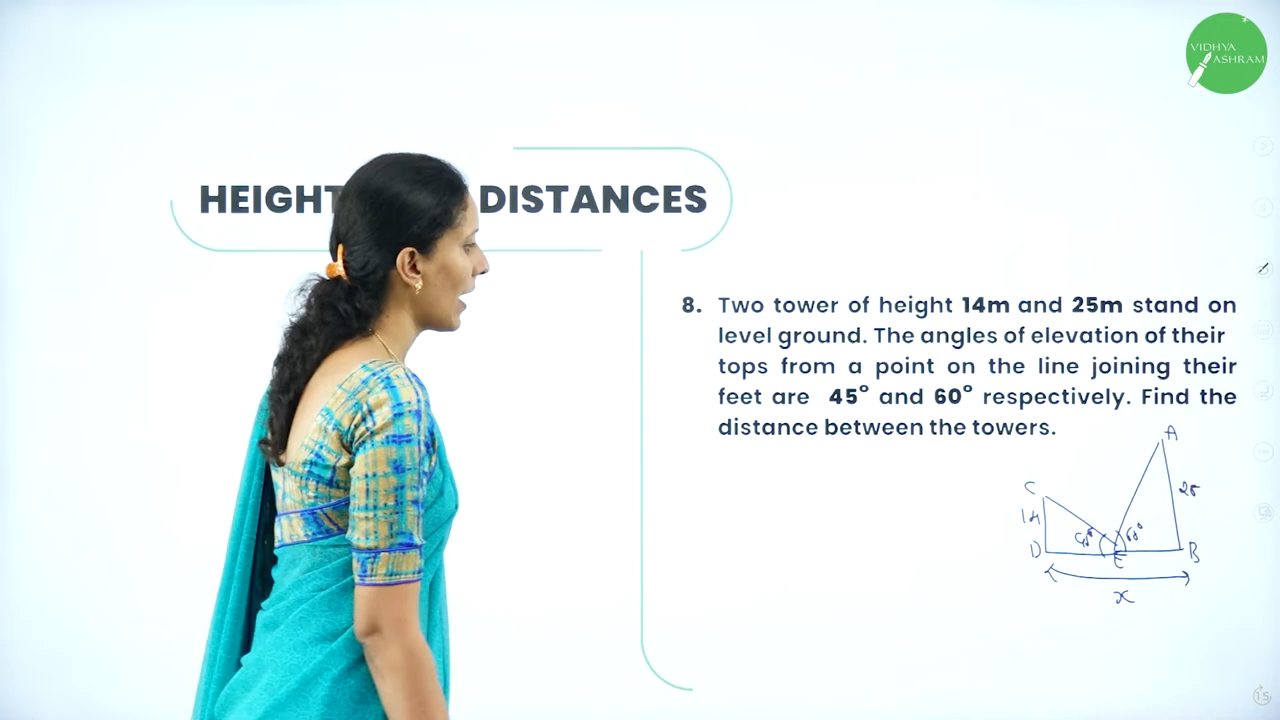 VIDHYA
ASHRAM
HEIGHT DISTANCES
8. Two tower of height 14m and 25m stand on
level ground. The angles of elevation of their
tops from a point on the line joining their
feet are 45° and 60° respectively. Find the
distance between the towers.
A
C
25
14
45° 60°
D E B
x
15